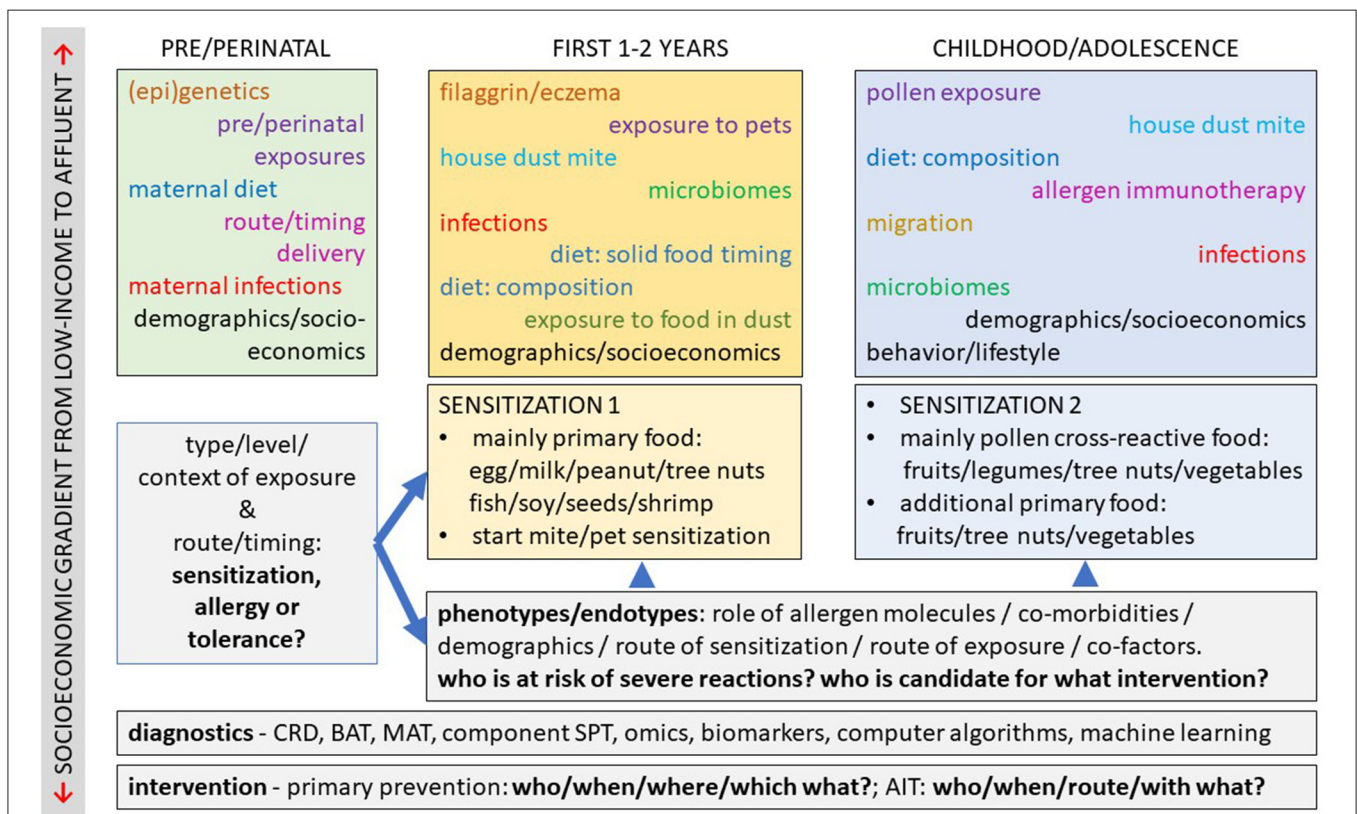 ← SOCIOECONOMIC GRADIENT FROM LOW-INCOME TO AFFLUENT →
PRE/PERINATAL
(epi)genetics
pre/perinatal
exposures
maternal diet
route/timing
delivery
maternal infections
demographics/socio-
economics
FIRST 1-2 YEARS
filaggrin/eczema
exposure to pets
house dust mite
microbiomes
infections
diet: solid food timing
diet: composition
exposure to food in dust
demographics/socioeconomics
CHILDHOOD/ADOLESCENCE
pollen exposure
house dust mite
diet: composition
allergen immunotherapy
migration
infections
microbiomes
demographics/socioeconomics
behavior/lifestyle
type/level/
context of exposure
&
route/timing:
sensitization,
allergy or
tolerance?
SENSITIZATION 1
• mainly primary food:
egg/milk/peanut/tree nuts
fish/soy/seeds/shrimp
• start mite/pet sensitization
• SENSITIZATION 2
• mainly pollen cross-reactive food:
fruits/legumes/tree nuts/vegetables
• additional primary food:
fruits/tree nuts/vegetables
phenotypes/endotypes: role of allergen molecules / co-morbidities /
demographics / route of sensitization / route of exposure / co-factors.
who is at risk of severe reactions? who is candidate for what intervention?
diagnostics - CRD, BAT, MAT, component SPT, omics, biomarkers, computer algorithms, machine learning
intervention - primary prevention: who/when/where/which what?; AIT: who/when/route/with what?